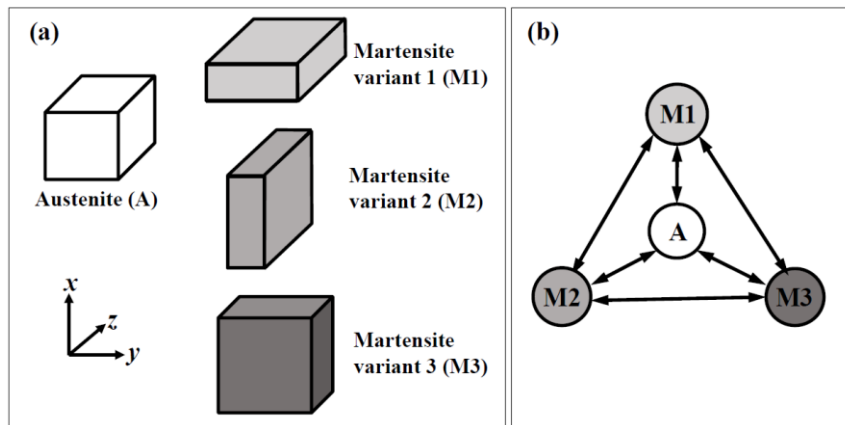 (a)
Martensite
variant 1 (M1)
Austenite (A)
Martensite
variant 2 (M2)
x
z
y
Martensite
variant 3 (M3)
(b)
M1
A
M2
M3